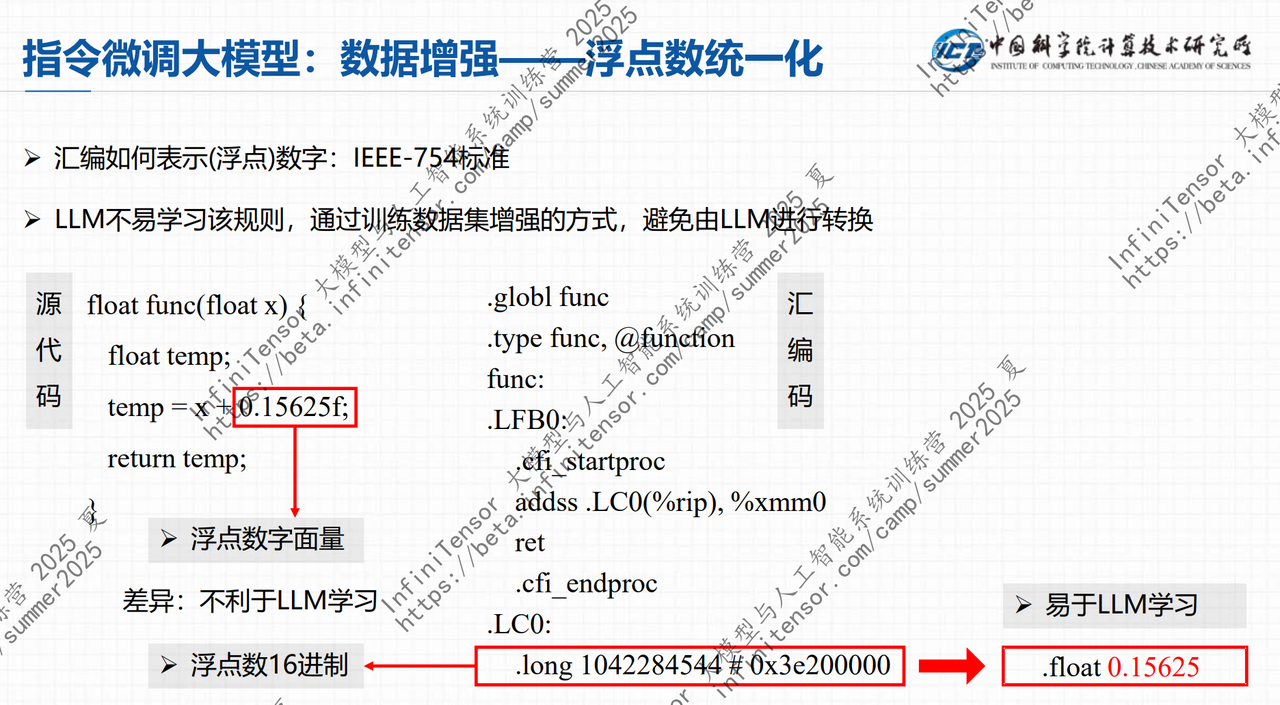 指令微调大模型：数据增强——浮点数统一化
中国科学院计算技术研究所
INSTITUTE OF COMPUTING TECHNOLOGY, CHINESE ACADEMY OF SCIENCES
➢ 汇编如何表示(浮点)数字：IEEE-754标准
➢ LLM不易学习该规则，通过训练数据集增强的方式，避免由LLM进行转换
源代码
float func(float x) {
float temp;
temp = x + 0.15625f;
return temp;
}
➢ 浮点数字面量
差异：不利于LLM学习
➢ 浮点数16进制
.globl func
.type func, @function
func:
.LFB0:
.cfi_startproc
addss .LC0(%rip), %xmm0
ret
.cfi_endproc
.LC0:
.long 1042284544 # 0x3e200000
汇编码
➢ 易于LLM学习
.float 0.15625
InfiniTensor 大模型与人工智能系统训练营 2025 夏
https://beta.infinitensor.com/camp/summer2025